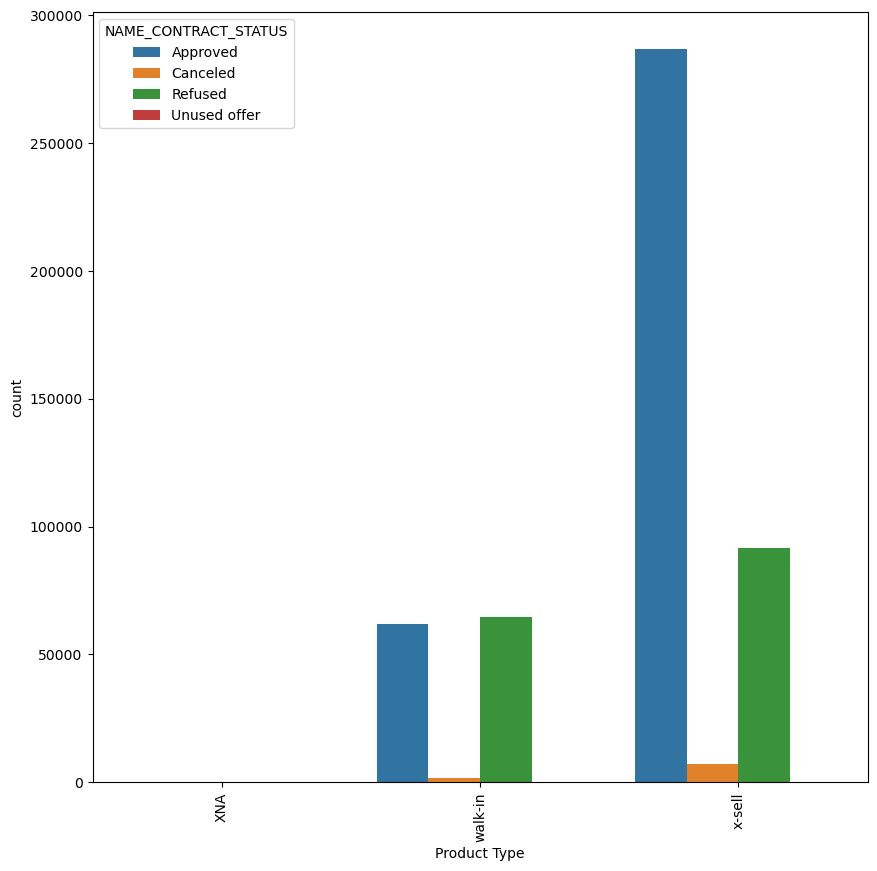 NAME_CONTRACT_STATUS
Approved
Canceled
Refused
Unused offer
300000
250000
200000
150000
100000
50000
0
count
XNA
walk-in
x-sell
Product Type